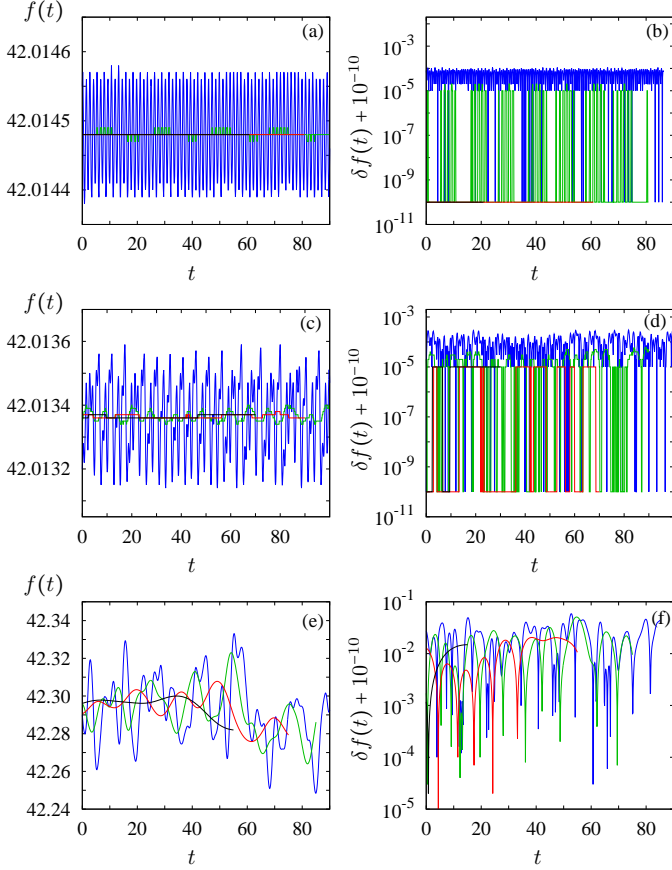 f(t)
(a)
42.0146
42.0145
42.0144
0 20 40 60 80
t
δf(t) + 10⁻¹⁰
(b)
10⁻³
10⁻⁵
10⁻⁷
10⁻⁹
10⁻¹¹
0 20 40 60 80
t
f(t)
(c)
42.0136
42.0134
42.0132
0 20 40 60 80
t
δf(t) + 10⁻¹⁰
(d)
10⁻³
10⁻⁵
10⁻⁷
10⁻⁹
10⁻¹¹
0 20 40 60 80
t
f(t)
(e)
42.34
42.32
42.30
42.28
42.26
42.24
0 20 40 60 80
t
δf(t) + 10⁻¹⁰
(f)
10⁻¹
10⁻²
10⁻³
10⁻⁴
10⁻⁵
0 20 40 60 80
t